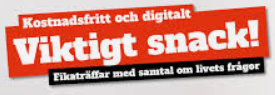 Kostnadsfritt och digitalt
Viktigt snack!
Fikaträffar med samtal om livets frågor